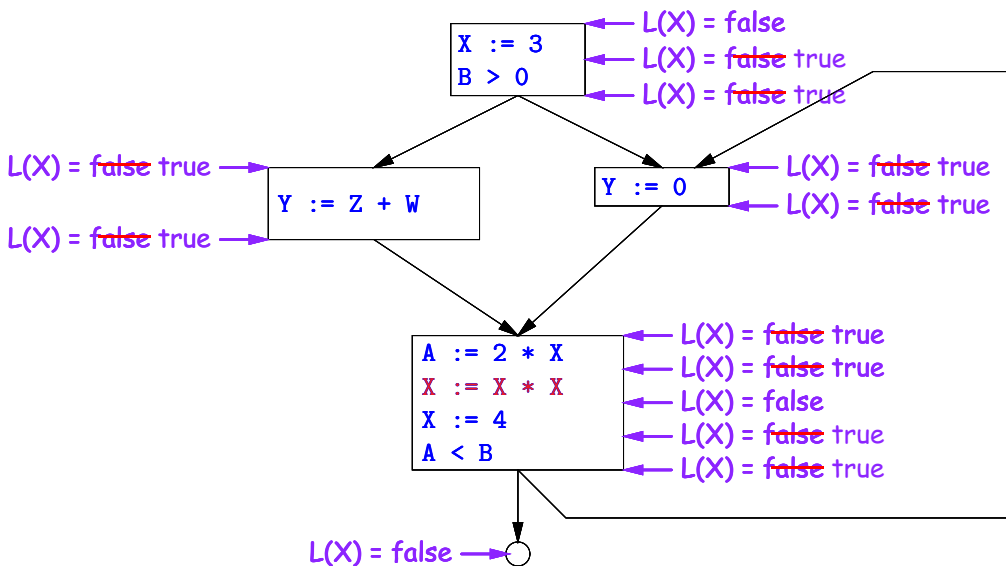 L(X) = false
X := 3
L(X) = false true
B > 0
L(X) = false true
L(X) = false true
L(X) = false true
Y := Z + W
Y := 0
L(X) = false true
L(X) = false true
L(X) = false true
A := 2 * X
L(X) = false true
X := X * X
L(X) = false
X := 4
L(X) = false true
A < B
L(X) = false true
L(X) = false